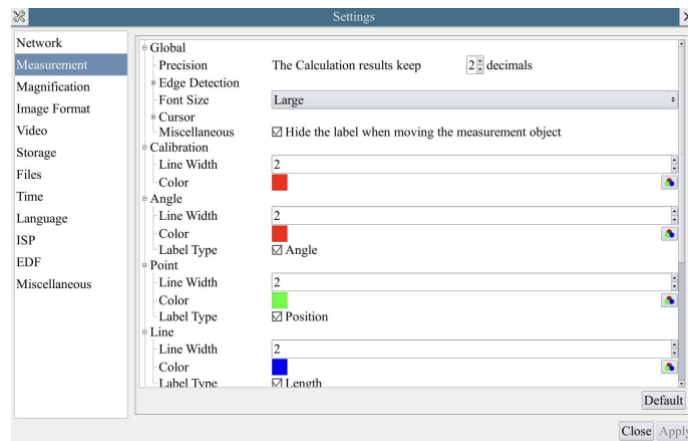 Settings
Network
Measurement
Magnification
Image Format
Video
Storage
Files
Time
Language
ISP
EDF
Miscellaneous
Global
Precision The Calculation results keep 2 decimals
Edge Detection
Font Size Large
Cursor
Miscellaneous Hide the label when moving the measurement object
Calibration
Line Width 2
Color
Angle
Line Width 2
Color
Label Type Angle
Point
Line Width 2
Color
Label Type Position
Line
Line Width 2
Color
Label Type Length
Default
Close Apply